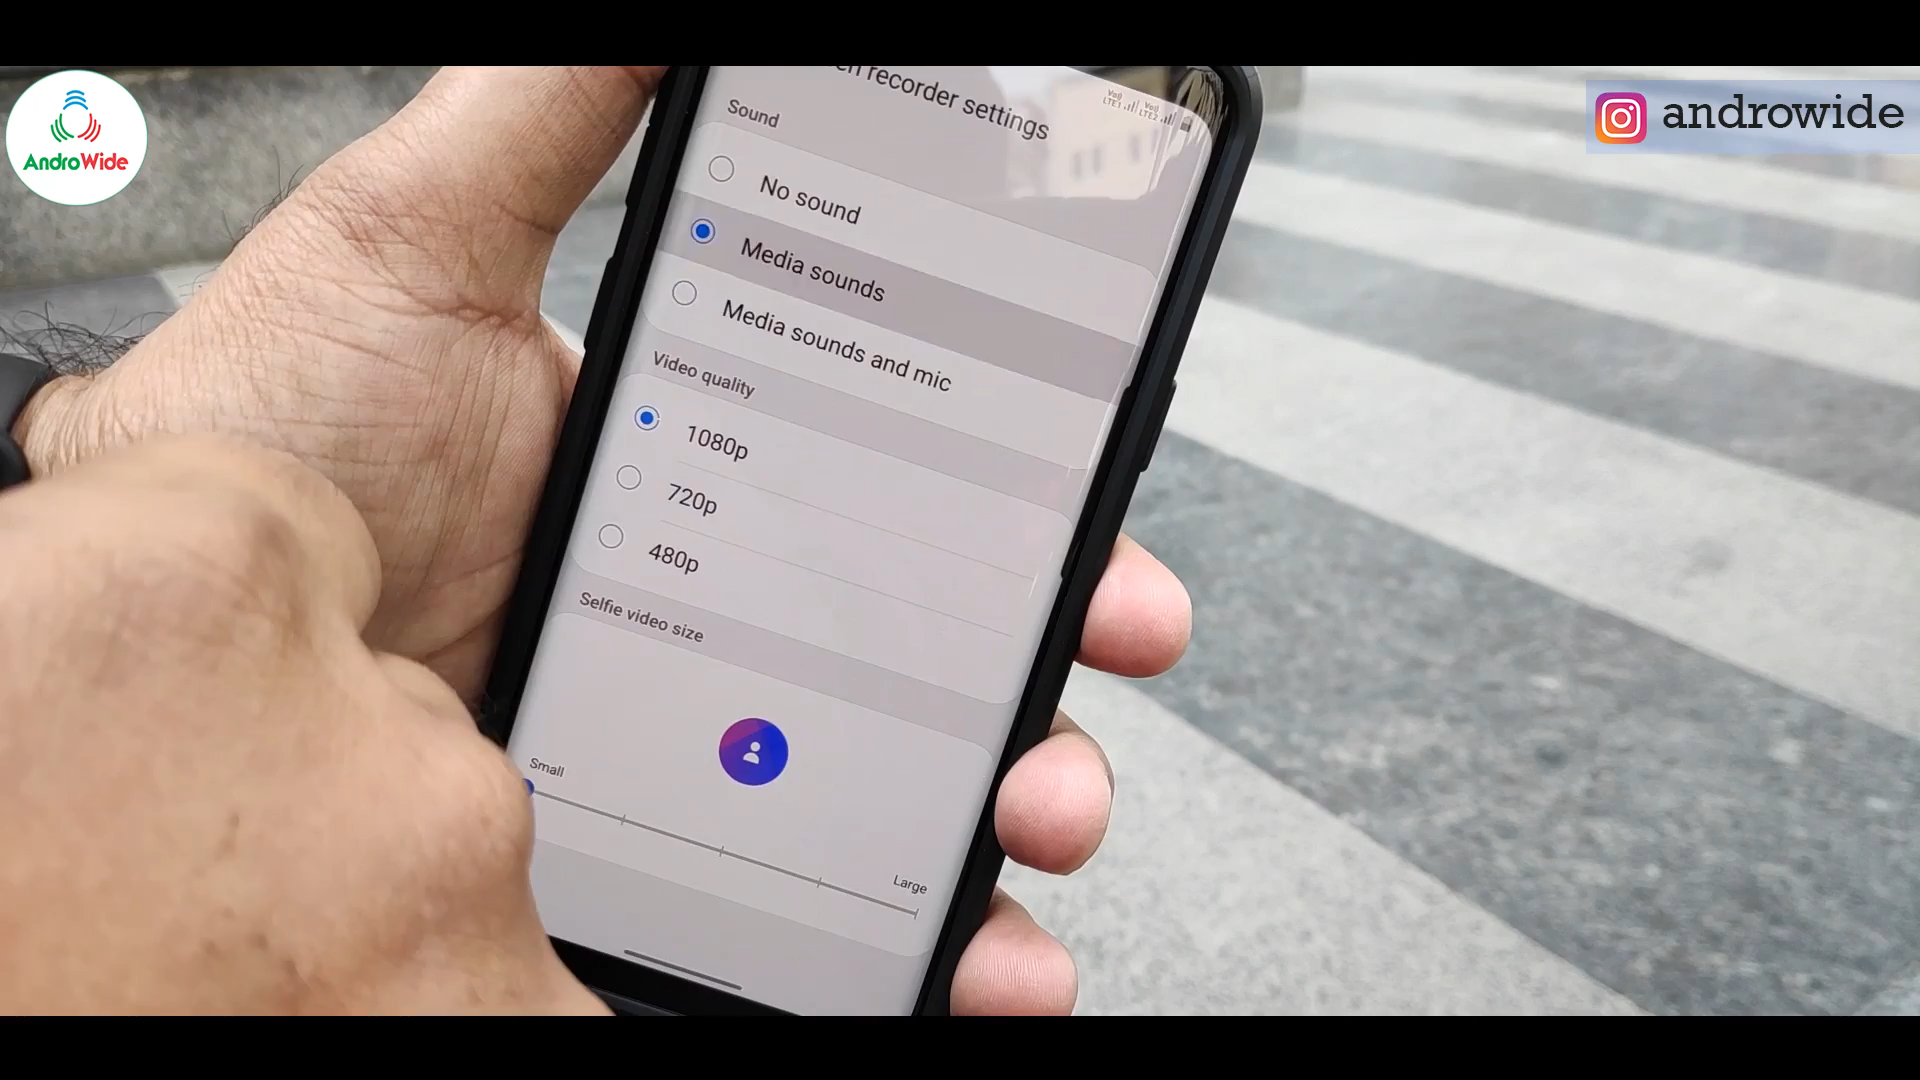 AndroWide
androwide
recorder settings
Sound
No sound
Media sounds
Media sounds and mic
Video quality
1080p
720p
480p
Selfie video size
Small
Large